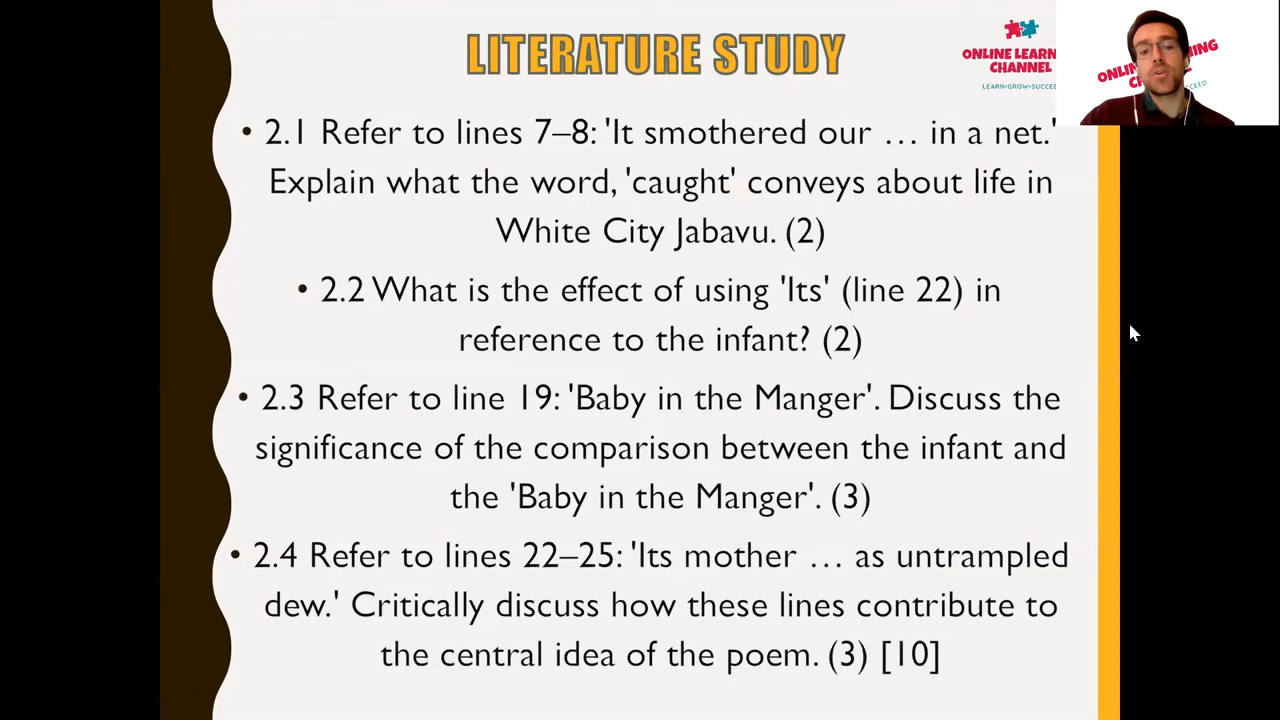 LITERATURE STUDY
ONLINE LEARN
CHANNEL
LEARN•GROW•SUCCEE
• 2.1 Refer to lines 7–8: 'It smothered our … in a net.'
Explain what the word, 'caught' conveys about life in
White City Jabavu. (2)
• 2.2 What is the effect of using 'Its' (line 22) in
reference to the infant? (2)
• 2.3 Refer to line 19: 'Baby in the Manger'. Discuss the
significance of the comparison between the infant and
the 'Baby in the Manger'. (3)
• 2.4 Refer to lines 22–25: 'Its mother … as untrampled
dew.' Critically discuss how these lines contribute to
the central idea of the poem. (3) [10]